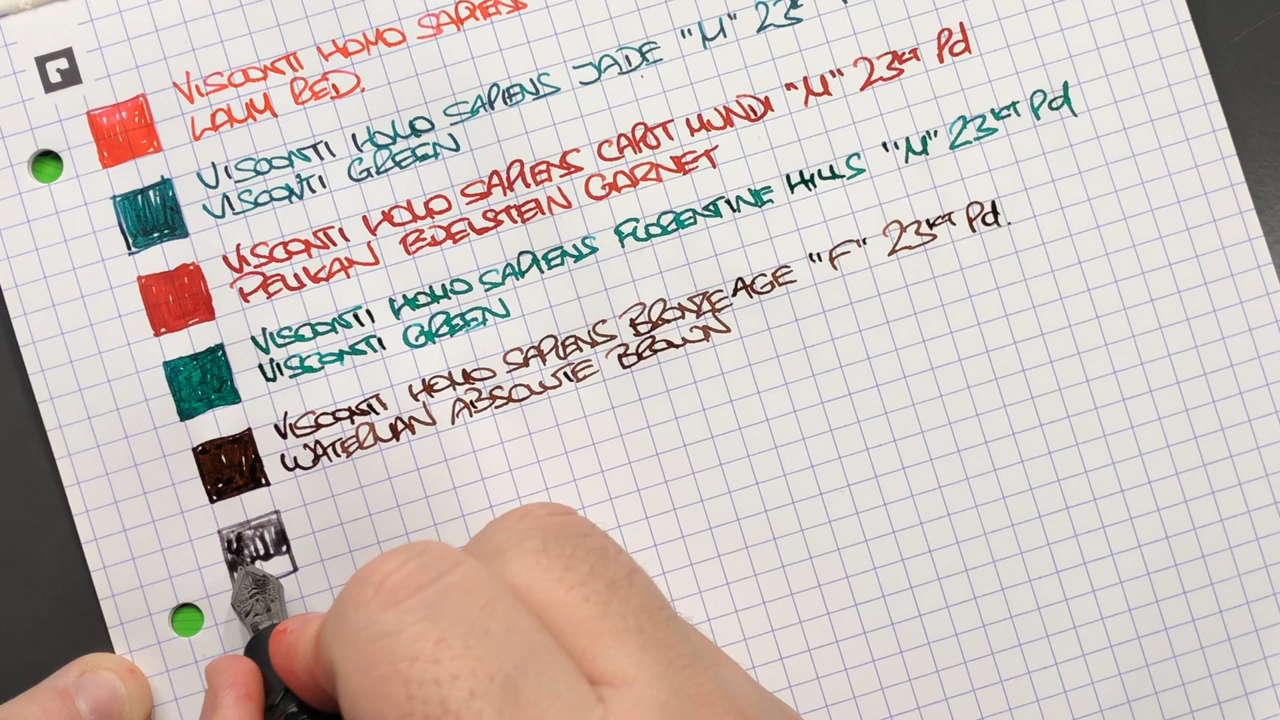 VISCONTI HOMO SAPIENS
LAVA RED.
VISCONTI HOMO SAPIENS JADE "M" 23
VISCONTI GREEN
VISCONTI HOMO SAPIENS CAPUT MUNDI "M" 23KT Pd
PELIKAN EDELSTEIN GARNET
VISCONTI HOMO SAPIENS FLORENTINE HILLS "M" 23KT Pd
VISCONTI GREEN
VISCONTI HOMO SAPIENS BRONZE AGE "F" 23KT Pd.
WATERMAN ABSOLUTE BROWN